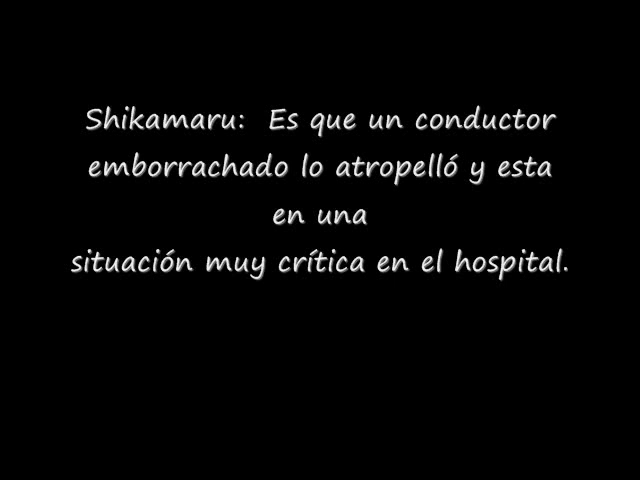 Shikamaru: Es que un conductor
emborrachado lo atropelló y esta
en una
situación muy crítica en el hospital.